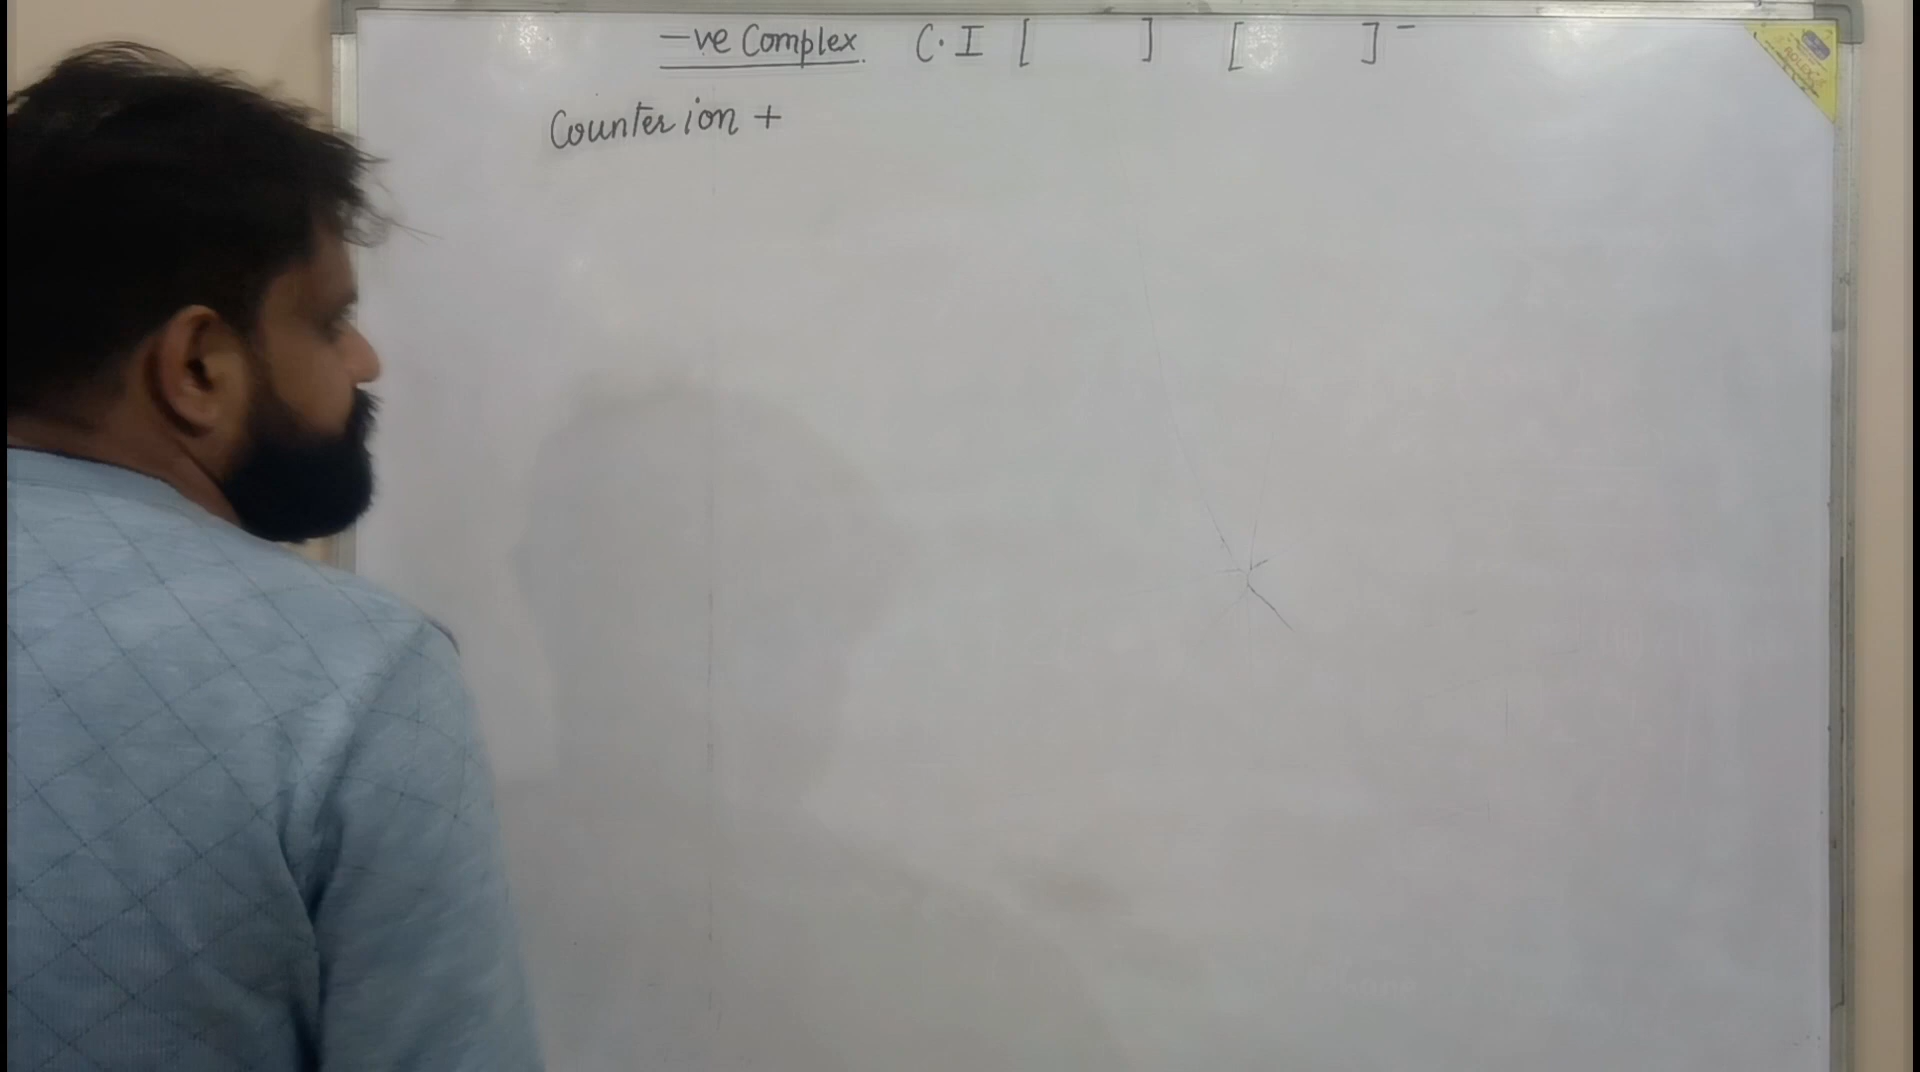 -ve Complex C.I [ ] [ ]⁻
Counter ion +